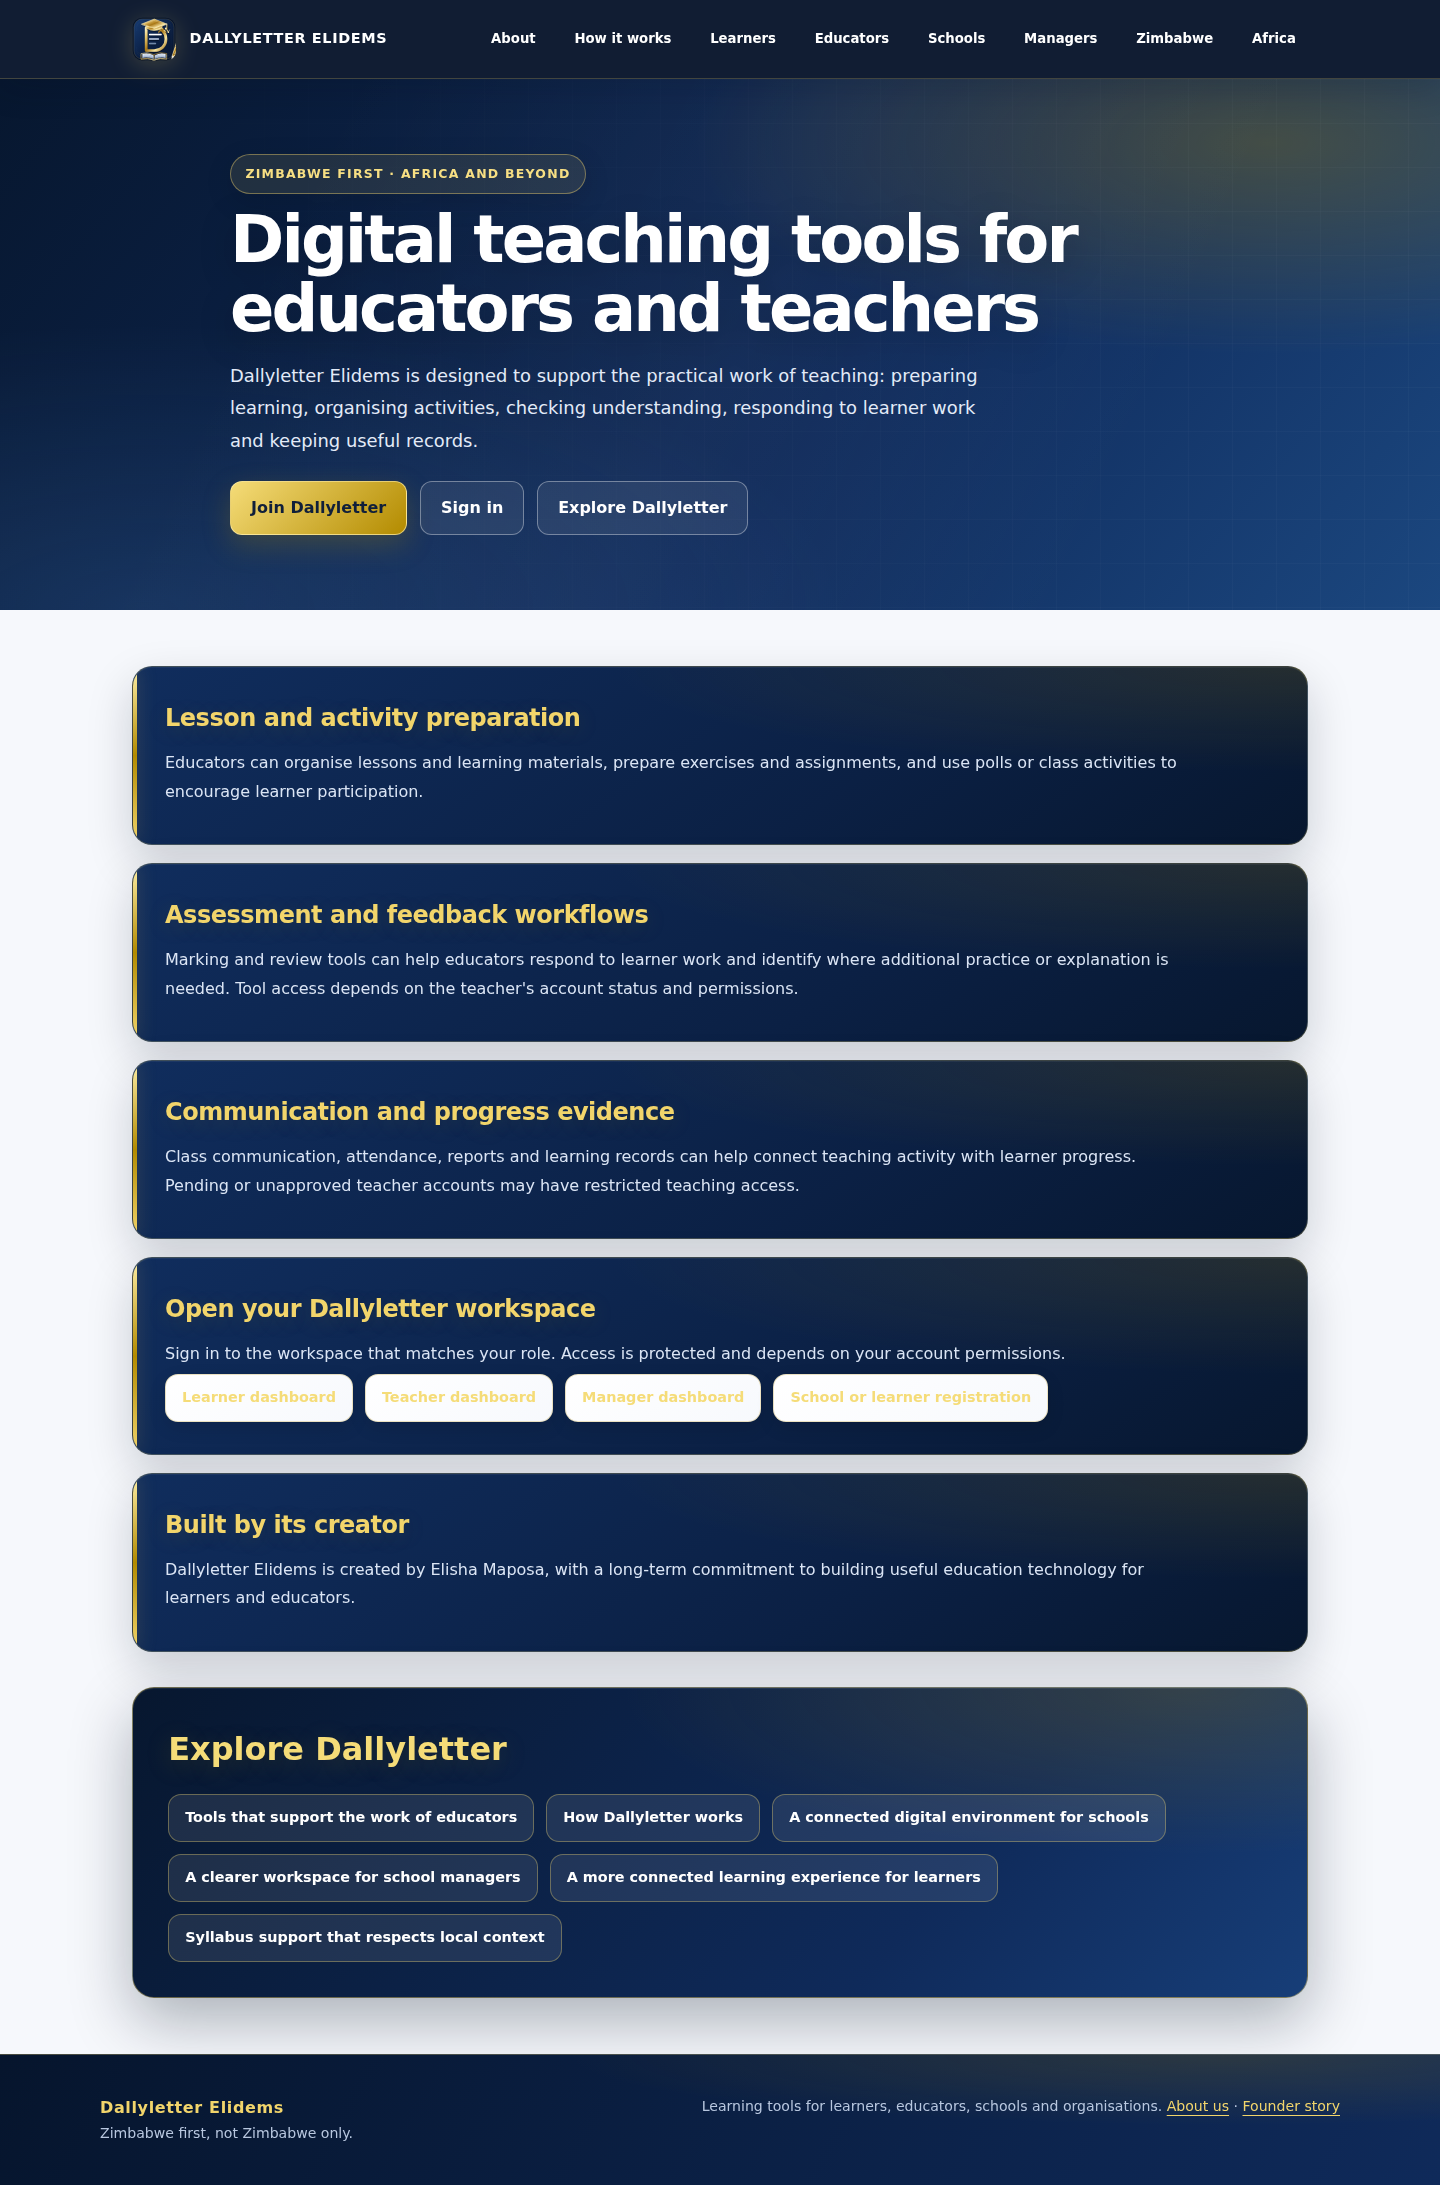 DALLYLETTER ELIDEMS
About
How it works
Learners
Educators
Schools
Managers
Zimbabwe
Africa
ZIMBABWE FIRST · AFRICA AND BEYOND
Digital teaching tools for
educators and teachers
Dallyletter Elidems is designed to support the practical work of teaching: preparing
learning, organising activities, checking understanding, responding to learner work
and keeping useful records.
Join Dallyletter
Sign in
Explore Dallyletter
Lesson and activity preparation
Educators can organise lessons and learning materials, prepare exercises and assignments, and use polls or class activities to
encourage learner participation.
Assessment and feedback workflows
Marking and review tools can help educators respond to learner work and identify where additional practice or explanation is
needed. Tool access depends on the teacher's account status and permissions.
Communication and progress evidence
Class communication, attendance, reports and learning records can help connect teaching activity with learner progress.
Pending or unapproved teacher accounts may have restricted teaching access.
Open your Dallyletter workspace
Sign in to the workspace that matches your role. Access is protected and depends on your account permissions.
Learner dashboard
Teacher dashboard
Manager dashboard
School or learner registration
Built by its creator
Dallyletter Elidems is created by Elisha Maposa, with a long-term commitment to building useful education technology for
learners and educators.
Explore Dallyletter
Tools that support the work of educators
How Dallyletter works
A connected digital environment for schools
A clearer workspace for school managers
A more connected learning experience for learners
Syllabus support that respects local context
Dallyletter Elidems
Zimbabwe first, not Zimbabwe only.
Learning tools for learners, educators, schools and organisations. About us · Founder story